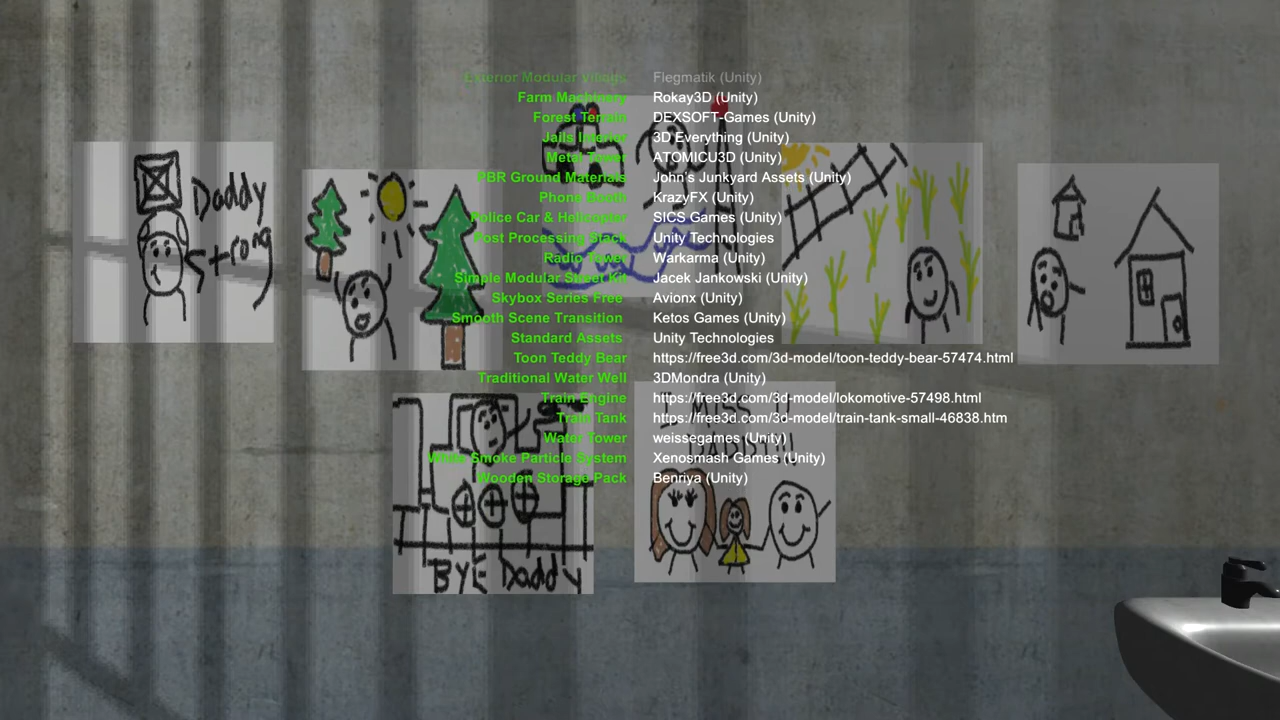 Exterior Modular Village Flegmatik (Unity)
Farm Machinery Rokay3D (Unity)
Forest Terrain DEXSOFT-Games (Unity)
Jails Interior 3D Everything (Unity)
Metal Tower ATOMICU3D (Unity)
PBR Ground Materials John's Junkyard Assets (Unity)
Phone Booth KrazyFX (Unity)
Police Car & Helicopter SICS Games (Unity)
Post Processing Stack Unity Technologies
Radio Tower Warkarma (Unity)
Simple Modular Street Kit Jacek Jankowski (Unity)
Skybox Series Free Avionx (Unity)
Smooth Scene Transition Ketos Games (Unity)
Standard Assets Unity Technologies
Toon Teddy Bear https://free3d.com/3d-model/toon-teddy-bear-57474.html
Traditional Water Well 3DMondra (Unity)
Train Engine https://free3d.com/3d-model/lokomotive-57498.html
Train Tank https://free3d.com/3d-model/train-tank-small-46838.htm
Water Tower weissegames (Unity)
White Smoke Particle System Xenosmash Games (Unity)
Wooden Storage Pack Benriya (Unity)
Daddy
strong
I MISS U
DADDY!!!
BYE Daddy